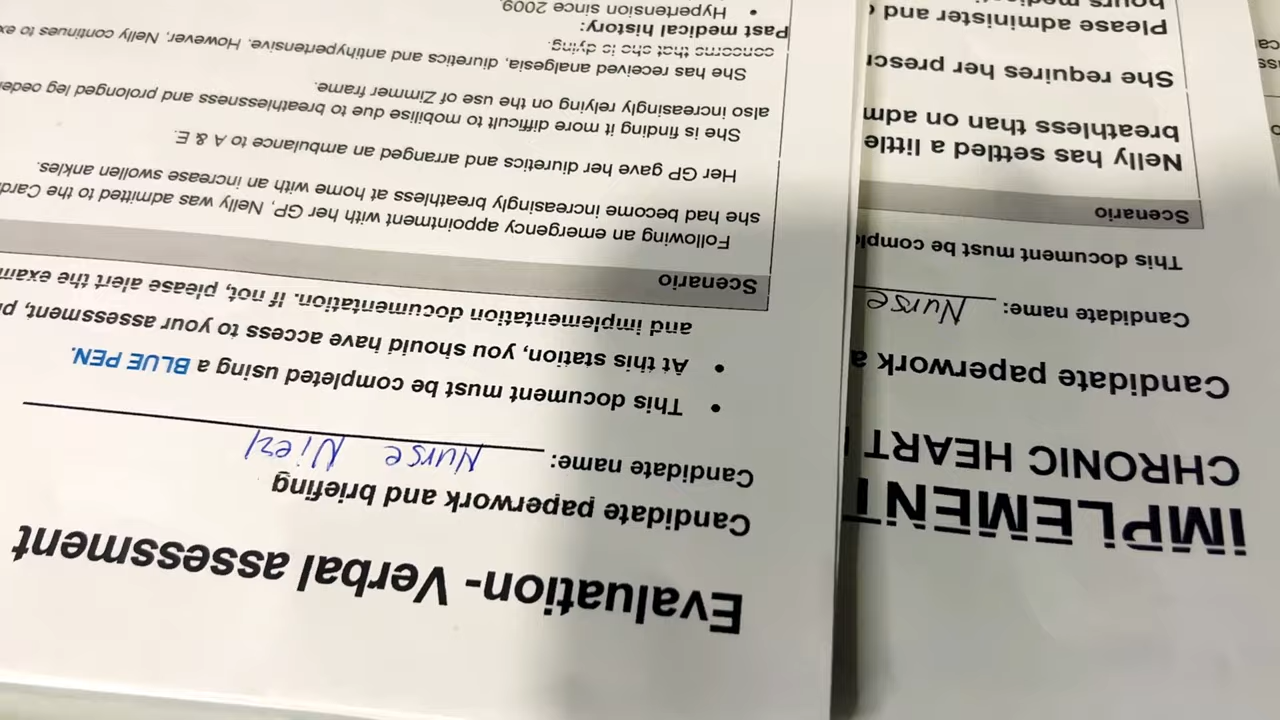 Evaluation- Verbal assessment
Candidate paperwork and briefing
Candidate name: Nurse Niezl
• This document must be completed using a BLUE PEN.
• At this station, you should have access to your assessment,
and implementation documentation. If not, please alert the
Scenario
Following an emergency appointment with her GP, Nelly was admitted to the
she had become increasingly breathless at home with an increase swollen ankles.
Her GP gave her diuretics and arranged an ambulance to A & E.
She is finding it more difficult to mobilise due to breathlessness and prolonged leg
also increasingly relying on the use of Zimmer frame.
She has received analgesia, diuretics and antihypertensive. However, Nelly continues to
concerns that she is dying.
Past medical history:
• Hypertension since 2009.
IMPLEMENT
CHRONIC HEART
Candidate paperwork
Candidate name: Nurse
This document must be
Scenario
Nelly has settled a little
breathless than on
She requires her
Please administer and
hours